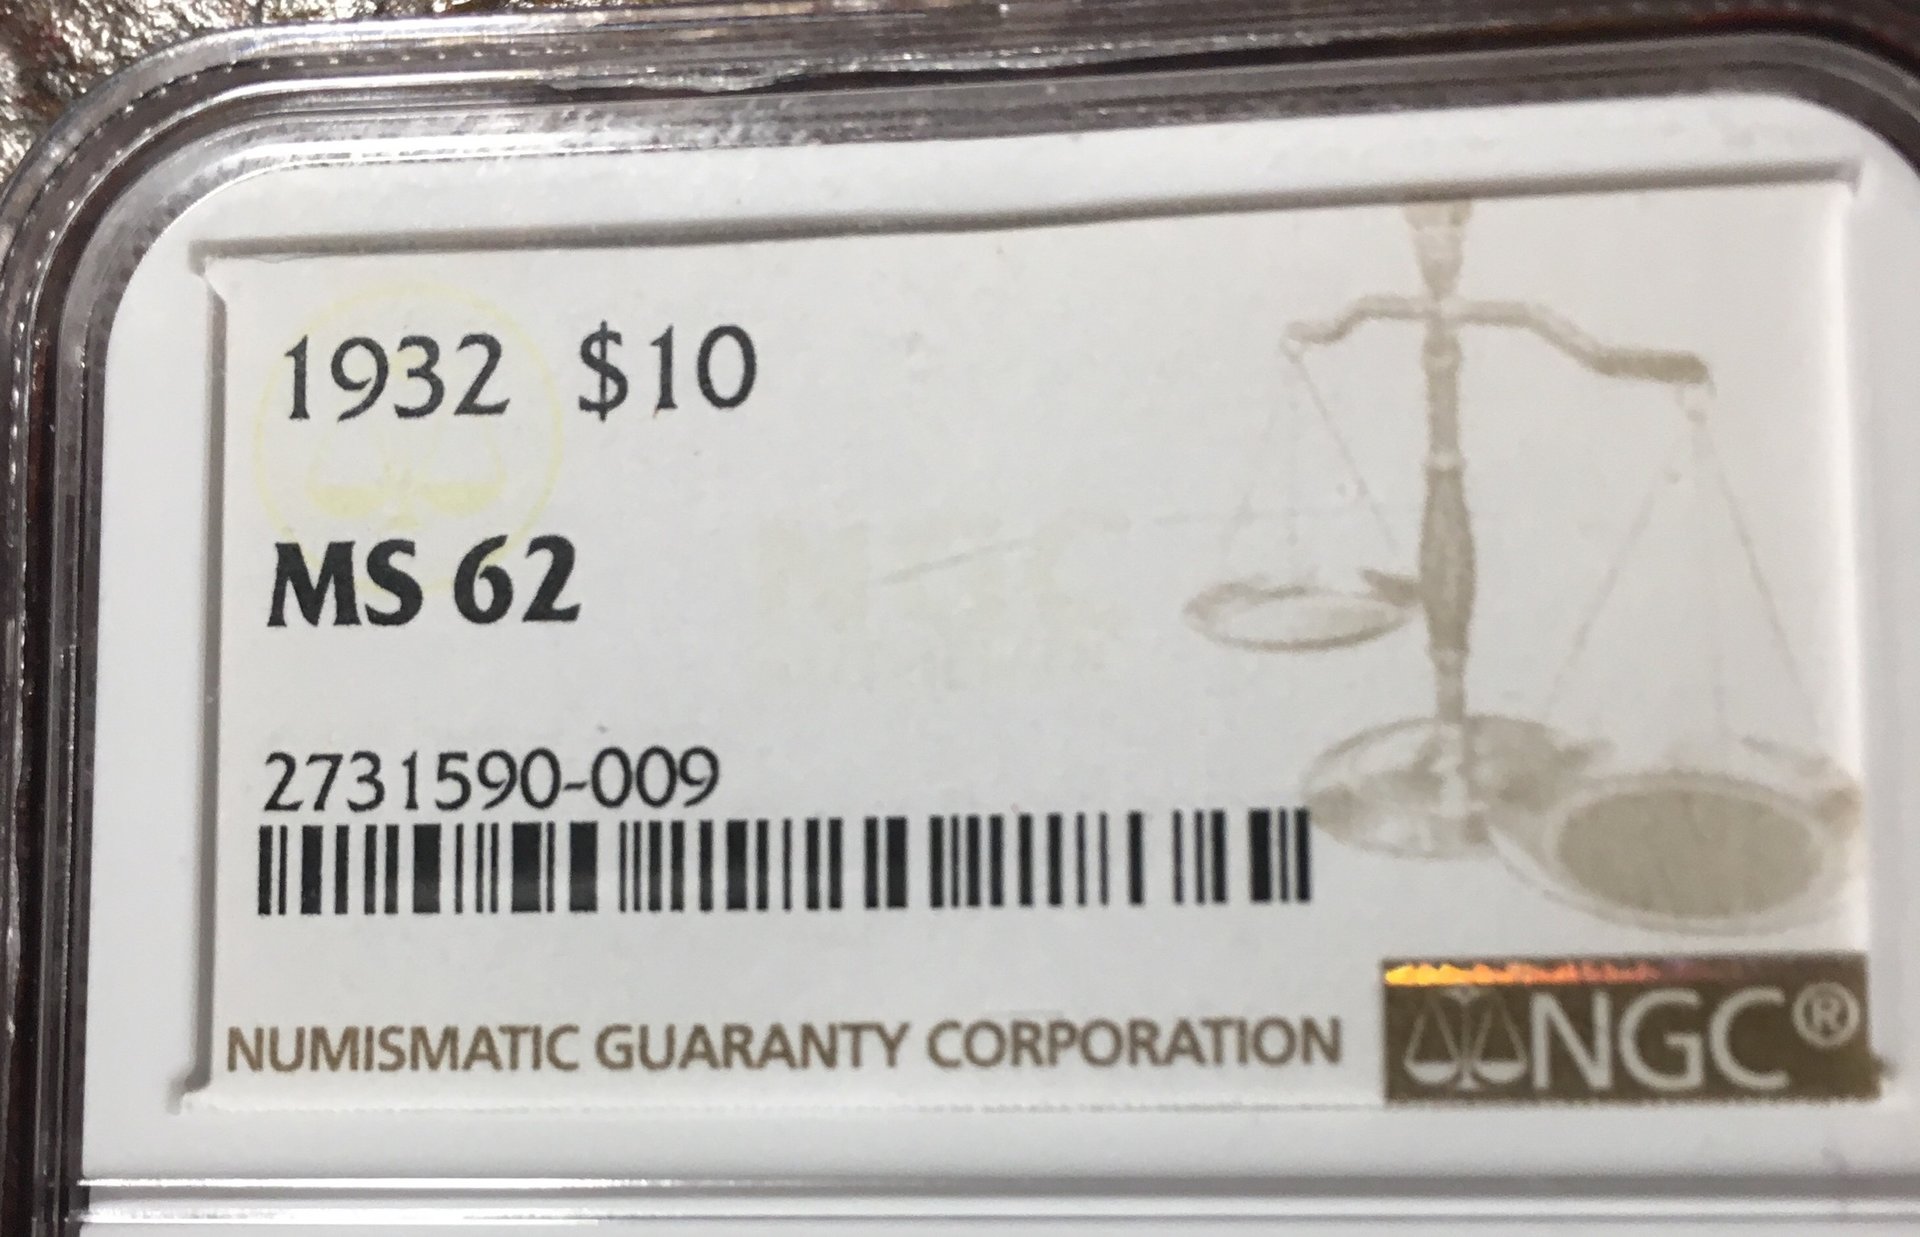 1932 $10
MS 62
2731590-009
NUMISMATIC GUARANTY CORPORATION
NGC®